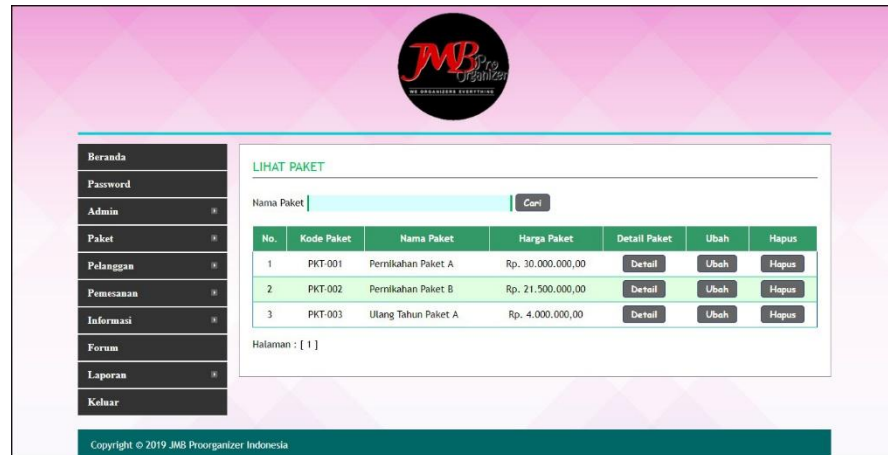 JMB Pro
Organizer
WE ORGANIZERS EVERYTHING
Beranda
Password
Admin
Paket
Pelanggan
Pemesanan
Informasi
Forum
Laporan
Keluar
LIHAT PAKET
Nama Paket Cari
No. Kode Paket Nama Paket Harga Paket Detail Paket Ubah Hapus
1 PKT-001 Pernikahan Paket A Rp. 30.000.000,00 Detail Ubah Hapus
2 PKT-002 Pernikahan Paket B Rp. 21.500.000,00 Detail Ubah Hapus
3 PKT-003 Ulang Tahun Paket A Rp. 4.000.000,00 Detail Ubah Hapus
Halaman : [ 1 ]
Copyright © 2019 JMB Proorganizer Indonesia